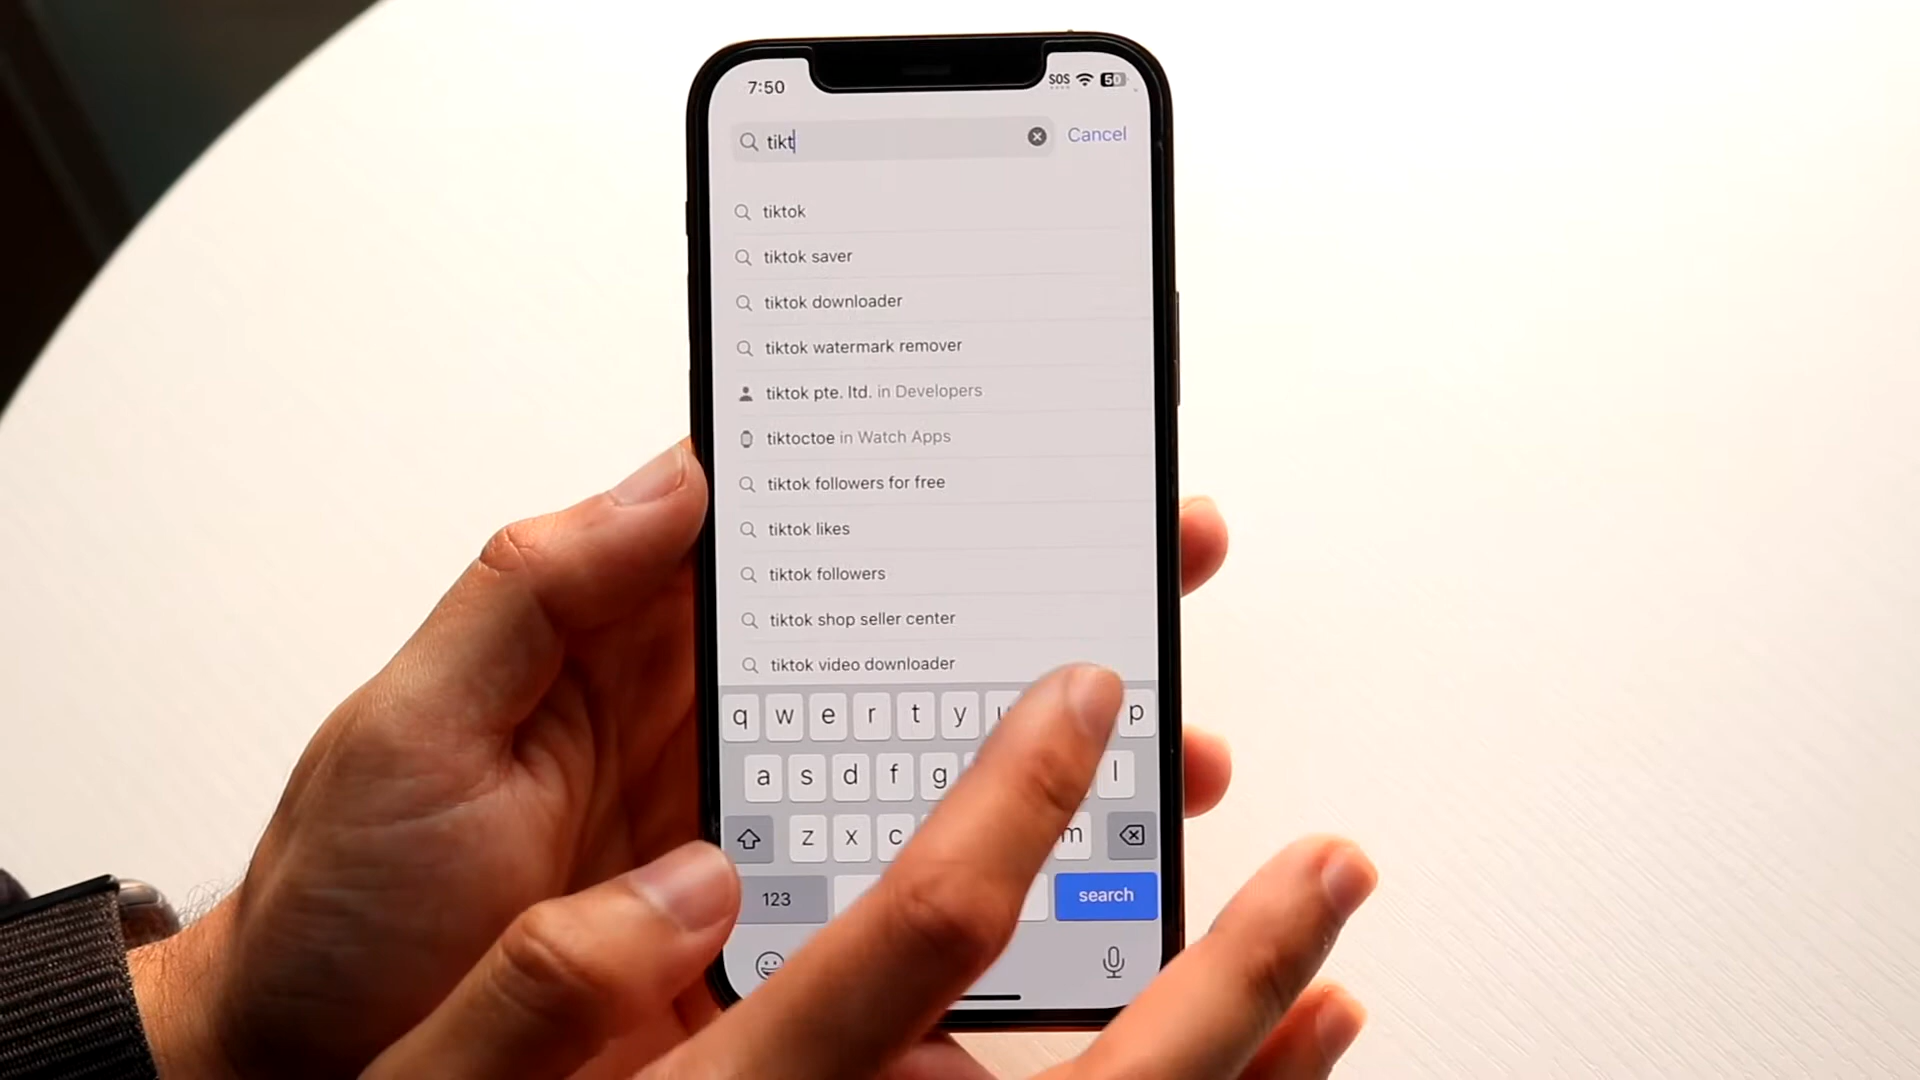 7:50 SOS 50
tikt Cancel
tiktok
tiktok saver
tiktok downloader
tiktok watermark remover
tiktok pte. ltd. in Developers
tiktoctoe in Watch Apps
tiktok followers for free
tiktok likes
tiktok followers
tiktok shop seller center
tiktok video downloader
q w e r t y p
a s d f g l
z x c m
123 search